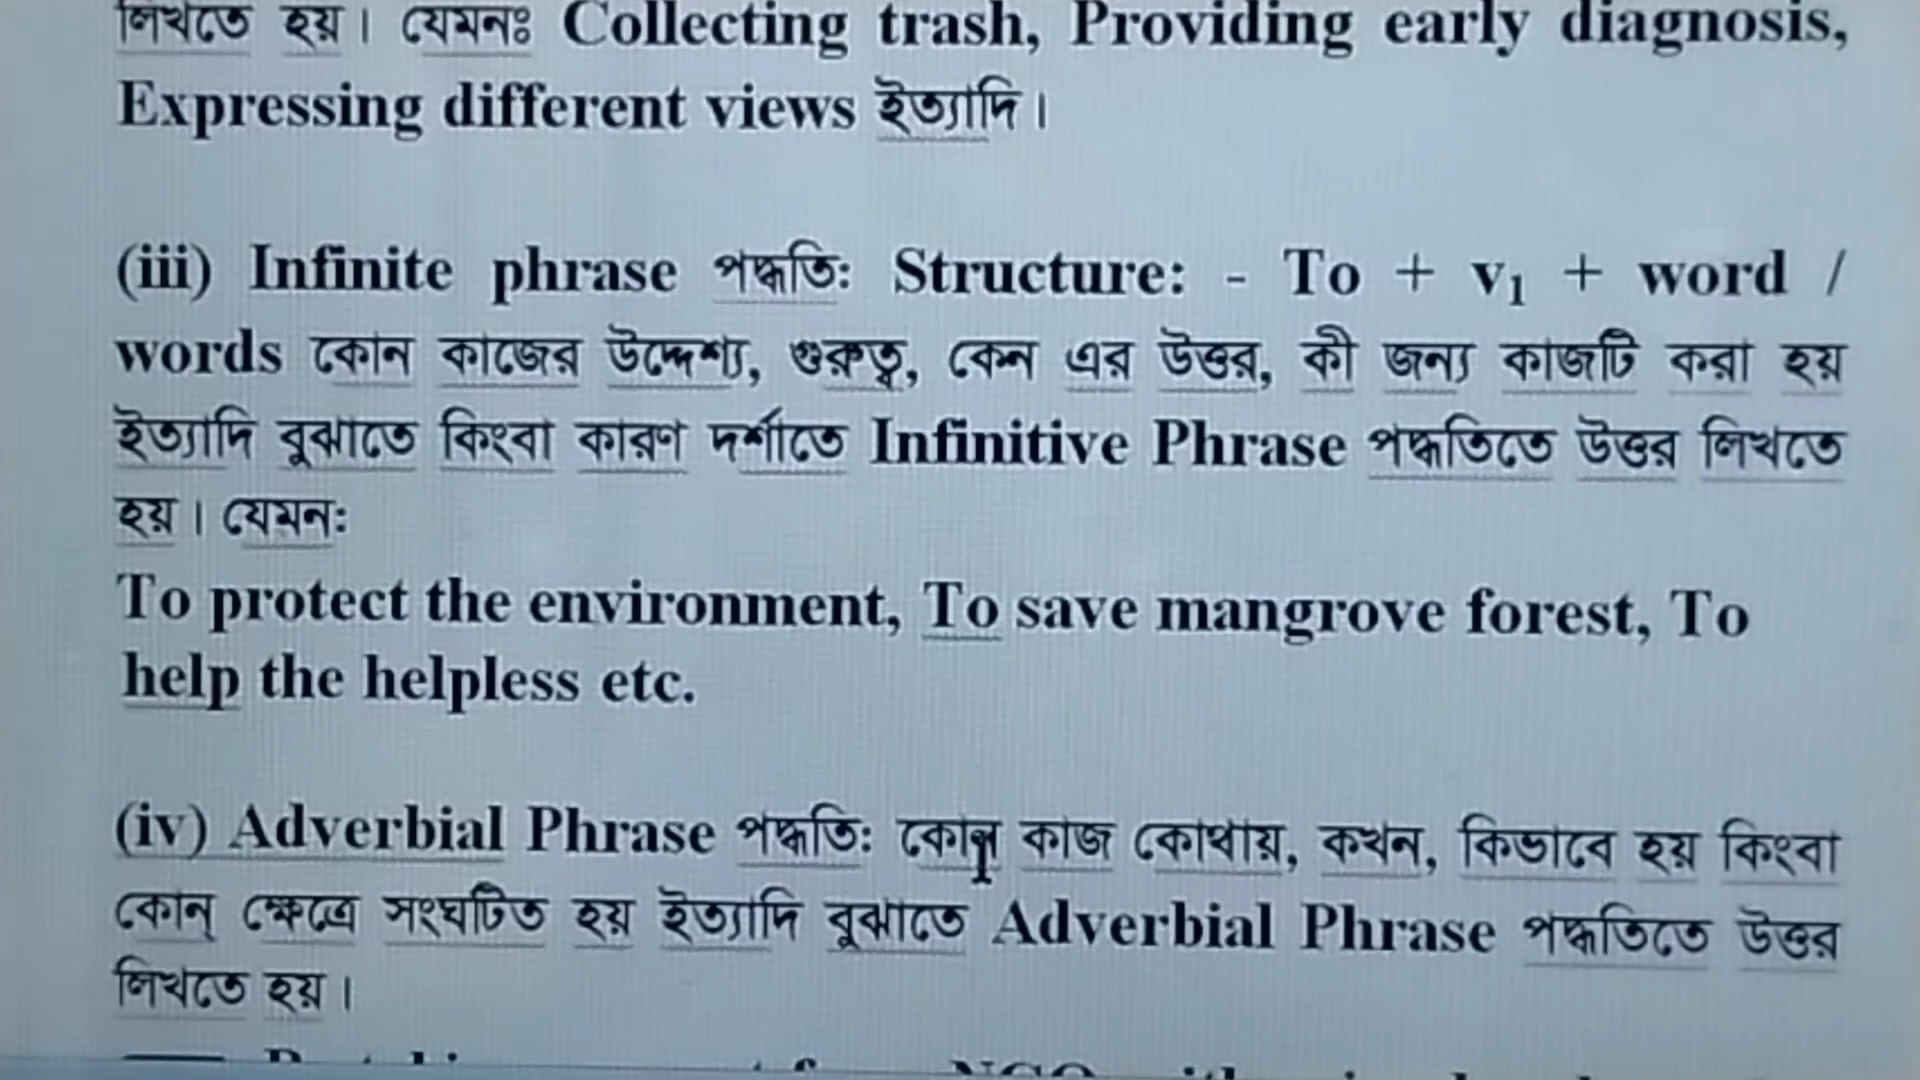 লিখতে হয়। যেমনঃ Collecting trash, Providing early diagnosis,
Expressing different views ইত্যাদি।
(iii) Infinite phrase পদ্ধতি: Structure: - To + v₁ + word /
words কোন কাজের উদ্দেশ্য, গুরুত্ব, কেন এর উত্তর, কী জন্য কাজটি করা হয়
ইত্যাদি বুঝাতে কিংবা কারণ দর্শাতে Infinitive Phrase পদ্ধতিতে উত্তর লিখতে
হয়। যেমন:
To protect the environment, To save mangrove forest, To
help the helpless etc.
(iv) Adverbial Phrase পদ্ধতি: কোন কাজ কোথায়, কখন, কিভাবে হয় কিংবা
কোন্ ক্ষেত্রে সংঘটিত হয় ইত্যাদি বুঝাতে Adverbial Phrase পদ্ধতিতে উত্তর
লিখতে হয়।